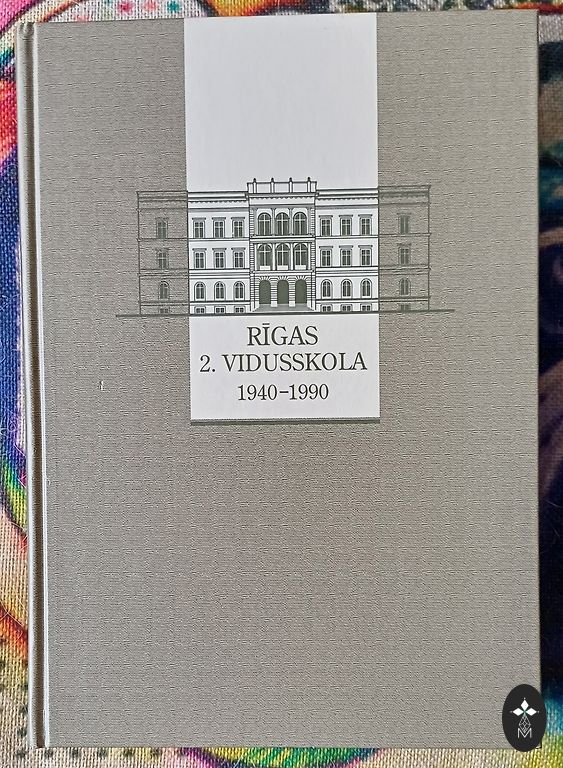 RĪGAS
2. VIDUSSKOLA
1940-1990
M